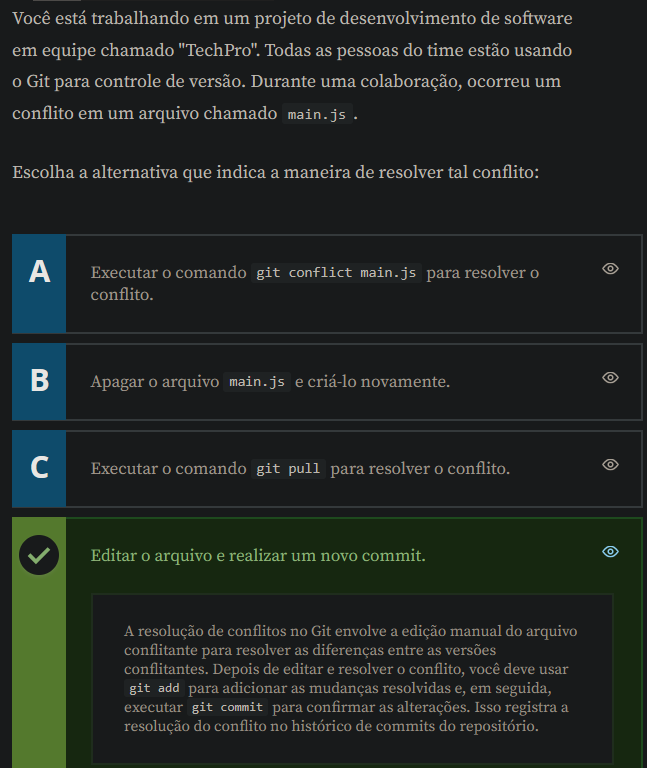 Você está trabalhando em um projeto de desenvolvimento de software
em equipe chamado "TechPro". Todas as pessoas do time estão usando
o Git para controle de versão. Durante uma colaboração, ocorreu um
conflito em um arquivo chamado main.js .
Escolha a alternativa que indica a maneira de resolver tal conflito:
A
Executar o comando git conflict main.js para resolver o
conflito.
B
Apagar o arquivo main.js e criá-lo novamente.
C
Executar o comando git pull para resolver o conflito.
Editar o arquivo e realizar um novo commit.
A resolução de conflitos no Git envolve a edição manual do arquivo
conflitante para resolver as diferenças entre as versões
conflitantes. Depois de editar e resolver o conflito, você deve usar
git add para adicionar as mudanças resolvidas e, em seguida,
executar git commit para confirmar as alterações. Isso registra a
resolução do conflito no histórico de commits do repositório.